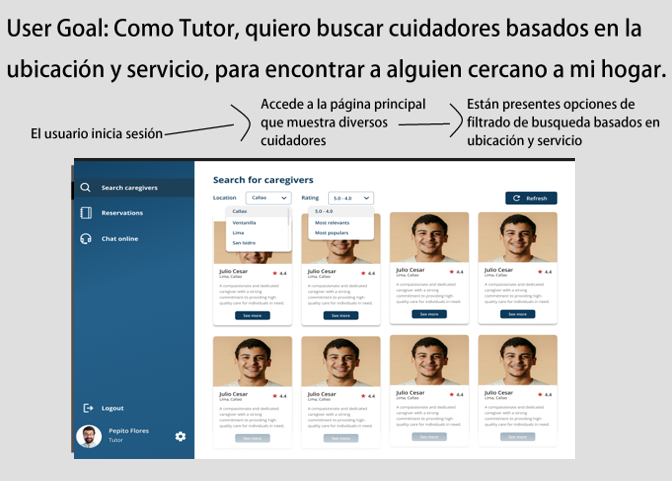 User Goal: Como Tutor, quiero buscar cuidadores basados en la
ubicación y servicio, para encontrar a alguien cercano a mi hogar.
El usuario inicia sesión
Accede a la página principal
que muestra diversos
cuidadores
Están presentes opciones de
filtrado de busqueda basados en
ubicación y servicio
Search caregivers
Reservations
Chat online
Logout
Pepito Flores
Tutor
Search for caregivers
Location
Callao
Rating
5.0 - 4.0
Refresh
Callao
Ventanilla
Lima
San Isidro
5.0 - 4.0
Most relevants
Most populars
Julio Cesar
4.4
Lima, Callao
A compassionate and dedicated
caregiver with a strong
commitment to providing high-
quality care for individuals in need.
See more
Julio Cesar
4.4
Lima, Callao
A compassionate and dedicated
caregiver with a strong
commitment to providing high-
quality care for individuals in need.
See more
Julio Cesar
4.4
Lima, Callao
A compassionate and dedicated
caregiver with a strong
commitment to providing high-
quality care for individuals in need.
See more
Julio Cesar
4.4
Lima, Callao
A compassionate and dedicated
caregiver with a strong
commitment to providing high-
quality care for individuals in need.
See more
Julio Cesar
4.4
Lima, Callao
A compassionate and dedicated
caregiver with a strong
commitment to providing high-
quality care for individuals in need.
See more
Julio Cesar
4.4
Lima, Callao
A compassionate and dedicated
caregiver with a strong
commitment to providing high-
quality care for individuals in need.
See more
Julio Cesar
4.4
Lima, Callao
A compassionate and dedicated
caregiver with a strong
commitment to providing high-
quality care for individuals in need.
See more
Julio Cesar
4.4
Lima, Callao
A compassionate and dedicated
caregiver with a strong
commitment to providing high-
quality care for individuals in need.
See more